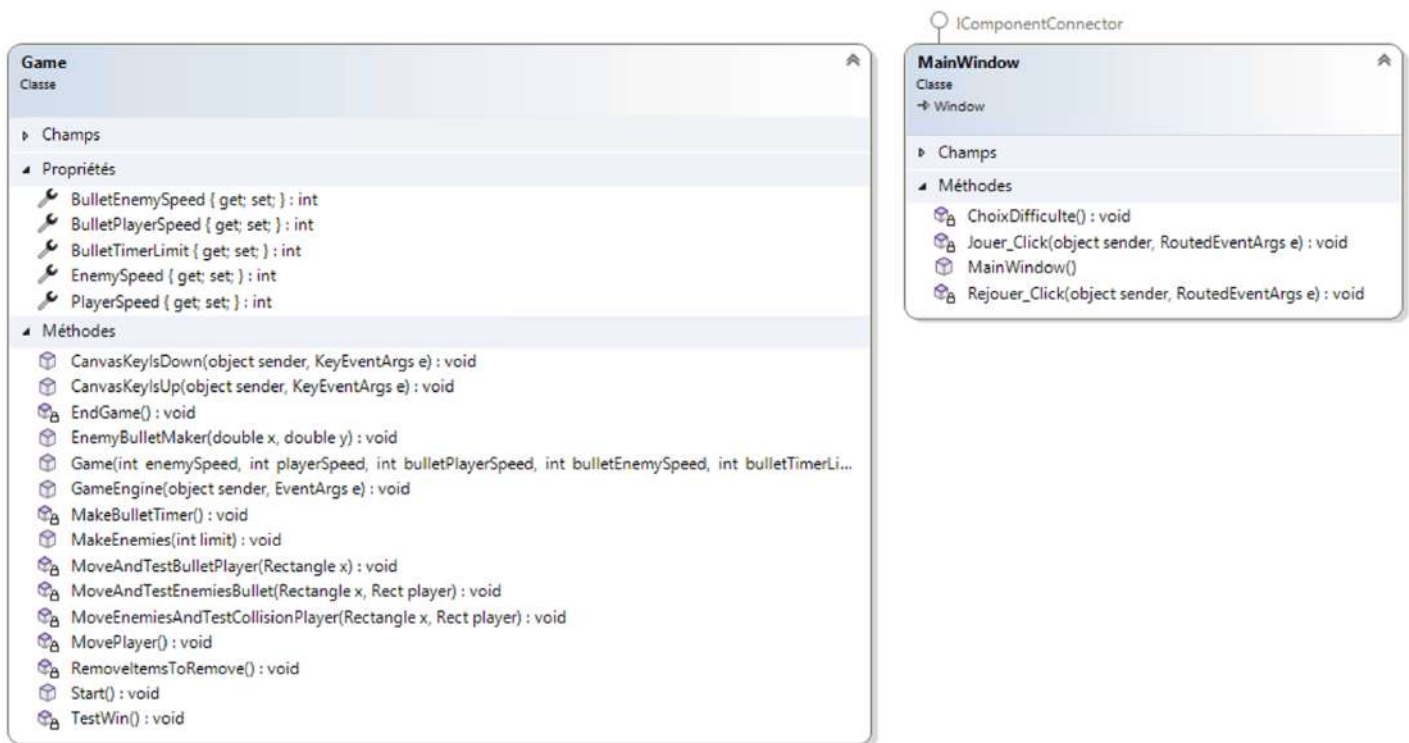 Game
Classe
Champs
Propriétés
BulletEnemySpeed { get; set; } : int
BulletPlayerSpeed { get; set; } : int
BulletTimerLimit { get; set; } : int
EnemySpeed { get; set; } : int
PlayerSpeed { get; set; } : int
Méthodes
CanvasKeyIsDown(object sender, KeyEventArgs e) : void
CanvasKeyIsUp(object sender, KeyEventArgs e) : void
EndGame() : void
EnemyBulletMaker(double x, double y) : void
Game(int enemySpeed, int playerSpeed, int bulletPlayerSpeed, int bulletEnemySpeed, int bulletTimerLi...
GameEngine(object sender, EventArgs e) : void
MakeBulletTimer() : void
MakeEnemies(int limit) : void
MoveAndTestBulletPlayer(Rectangle x) : void
MoveAndTestEnemiesBullet(Rectangle x, Rect player) : void
MoveEnemiesAndTestCollisionPlayer(Rectangle x, Rect player) : void
MovePlayer() : void
RemoveItemsToRemove() : void
Start() : void
TestWin() : void
IComponentConnector
MainWindow
Classe
Window
Champs
Méthodes
ChoixDifficulte() : void
Jouer_Click(object sender, RoutedEventArgs e) : void
MainWindow()
Rejouer_Click(object sender, RoutedEventArgs e) : void